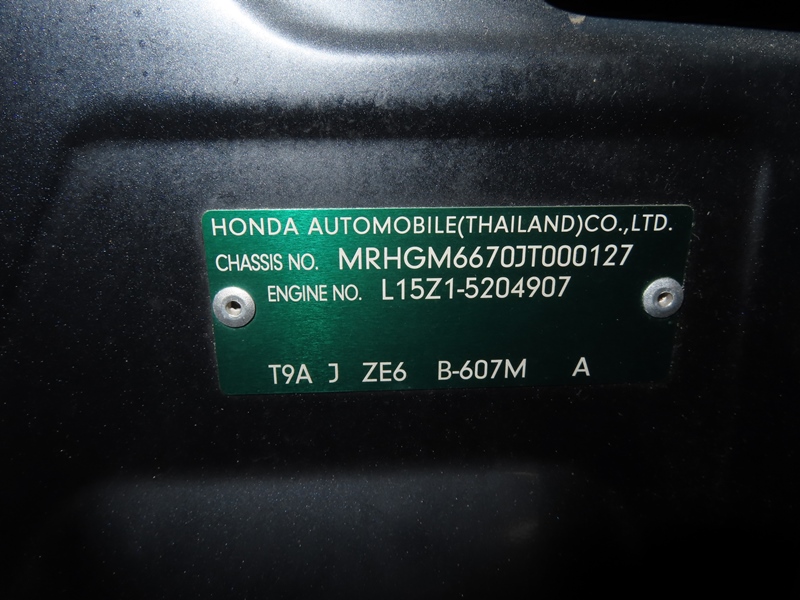 HONDA AUTOMOBILE(THAILAND)CO.,LTD.
CHASSIS NO. MRHGM6670JT000127
ENGINE NO. L15Z1-5204907
T9A J ZE6 B-607M A